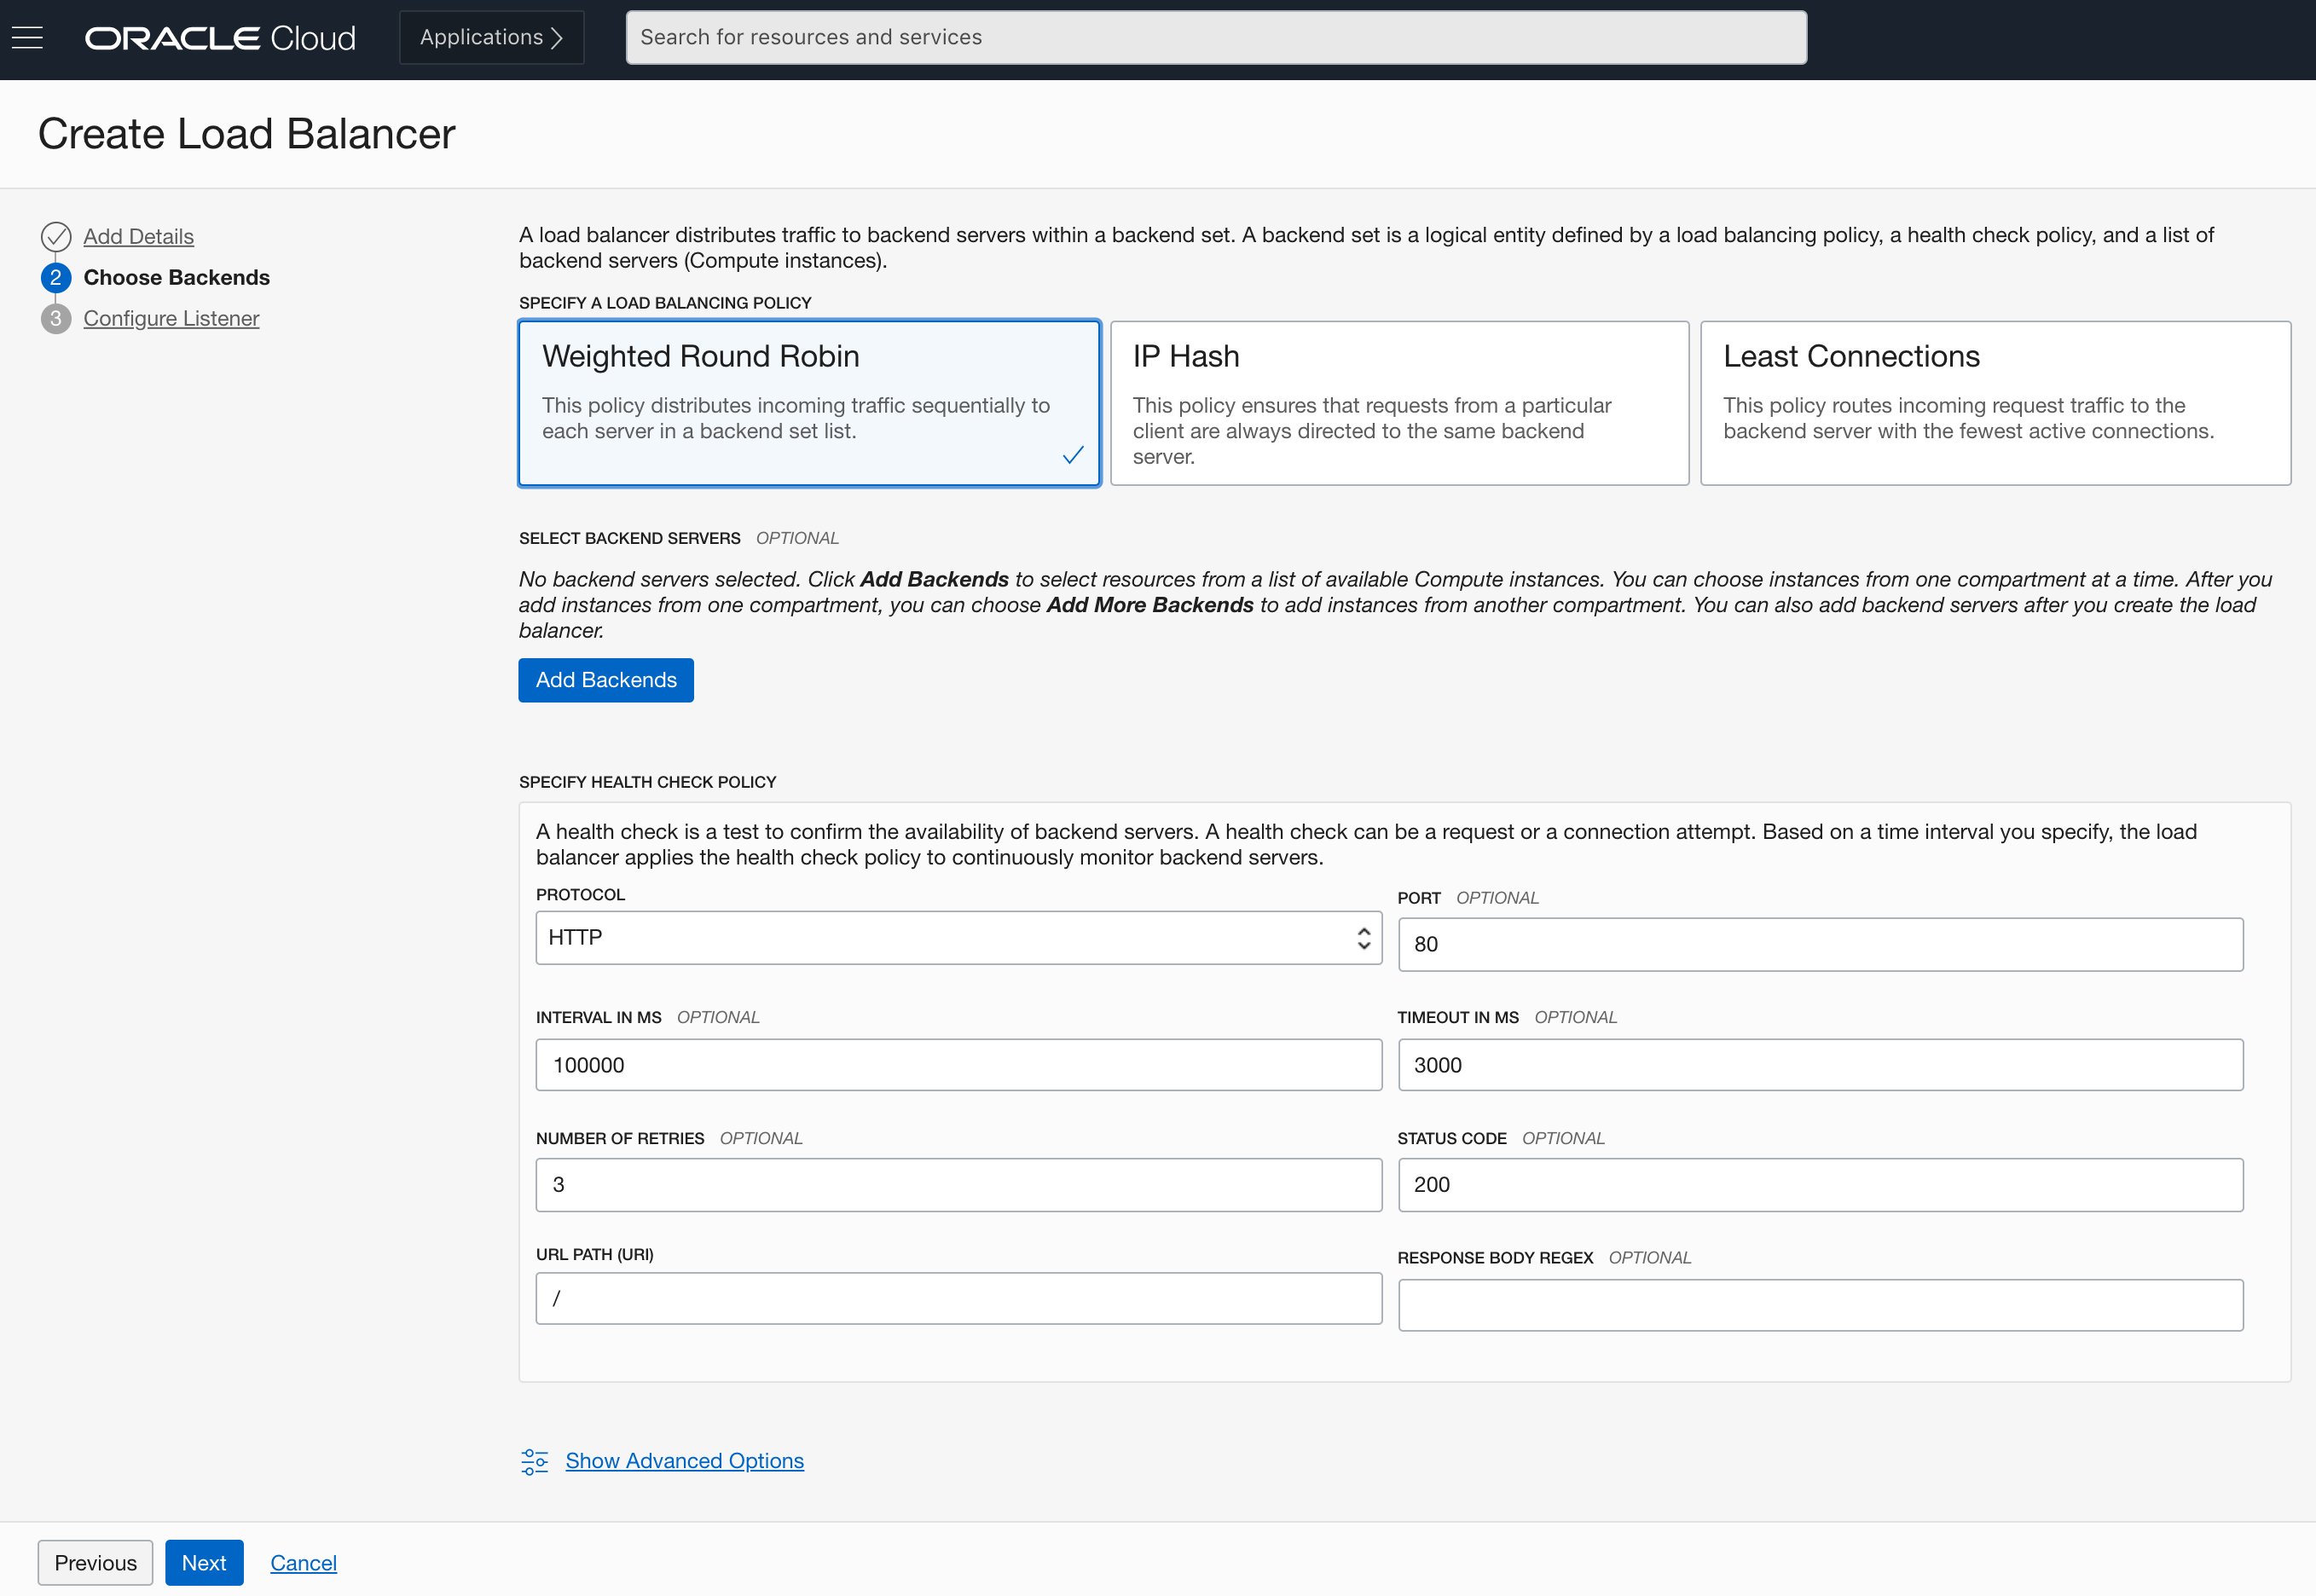 ORACLE Cloud
Applications
Search for resources and services
Create Load Balancer
Add Details
2 Choose Backends
3 Configure Listener
A load balancer distributes traffic to backend servers within a backend set. A backend set is a logical entity defined by a load balancing policy, a health check policy, and a list of
backend servers (Compute instances).
SPECIFY A LOAD BALANCING POLICY
Weighted Round Robin
This policy distributes incoming traffic sequentially to
each server in a backend set list.
IP Hash
This policy ensures that requests from a particular
client are always directed to the same backend
server.
Least Connections
This policy routes incoming request traffic to the
backend server with the fewest active connections.
SELECT BACKEND SERVERS OPTIONAL
No backend servers selected. Click Add Backends to select resources from a list of available Compute instances. You can choose instances from one compartment at a time. After you
add instances from one compartment, you can choose Add More Backends to add instances from another compartment. You can also add backend servers after you create the load
balancer.
Add Backends
SPECIFY HEALTH CHECK POLICY
A health check is a test to confirm the availability of backend servers. A health check can be a request or a connection attempt. Based on a time interval you specify, the load
balancer applies the health check policy to continuously monitor backend servers.
PROTOCOL
HTTP
PORT OPTIONAL
80
INTERVAL IN MS OPTIONAL
100000
TIMEOUT IN MS OPTIONAL
3000
NUMBER OF RETRIES OPTIONAL
3
STATUS CODE OPTIONAL
200
URL PATH (URI)
/
RESPONSE BODY REGEX OPTIONAL
Show Advanced Options
Previous
Next
Cancel